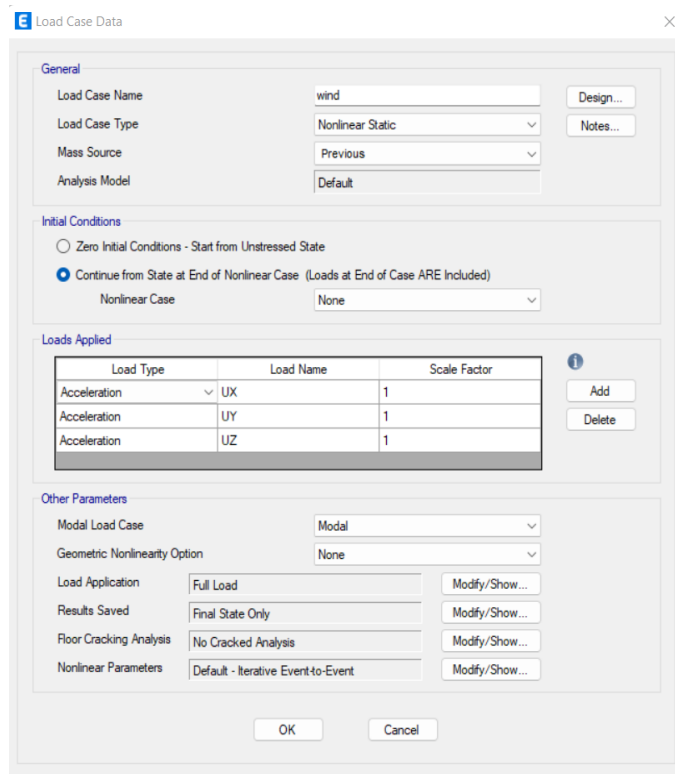 E Load Case Data
General
Load Case Name wind Design...
Load Case Type Nonlinear Static Notes...
Mass Source Previous
Analysis Model Default
Initial Conditions
Zero Initial Conditions - Start from Unstressed State
Continue from State at End of Nonlinear Case (Loads at End of Case ARE Included)
Nonlinear Case None
Loads Applied
Load Type Load Name Scale Factor
Acceleration UX 1 Add
Acceleration UY 1 Delete
Acceleration UZ 1
Other Parameters
Modal Load Case Modal
Geometric Nonlinearity Option None
Load Application Full Load Modify/Show...
Results Saved Final State Only Modify/Show...
Floor Cracking Analysis No Cracked Analysis Modify/Show...
Nonlinear Parameters Default - Iterative Event-to-Event Modify/Show...
OK Cancel